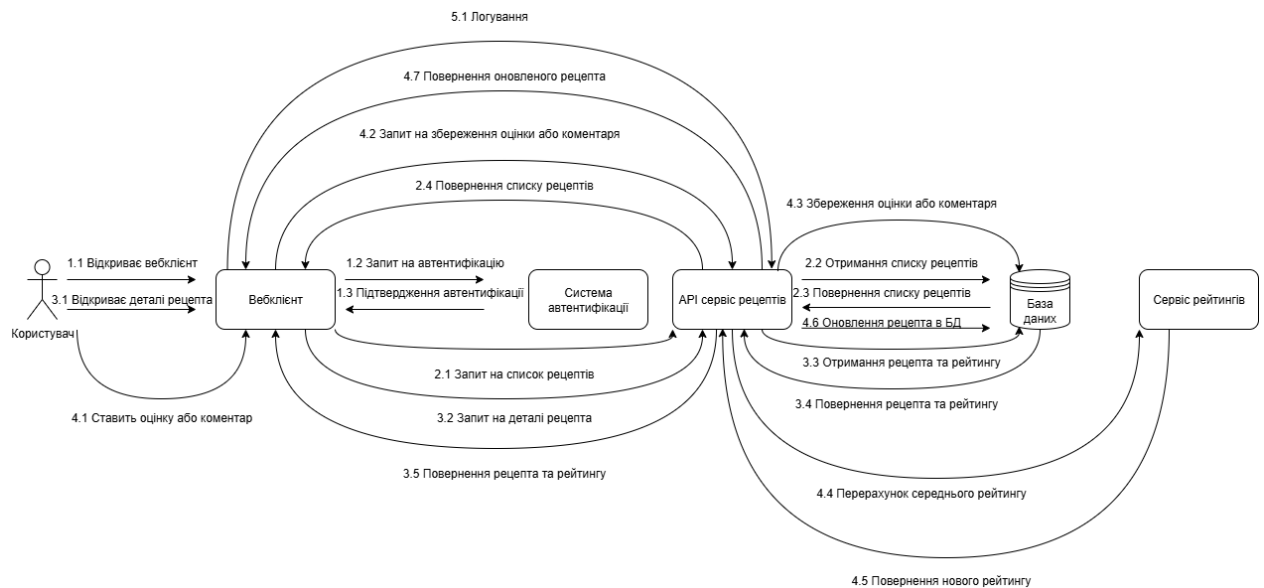 5.1 Логування
4.7 Повернення оновленого рецепта
4.2 Запит на збереження оцінки або коментаря
2.4 Повернення списку рецептів
4.3 Збереження оцінки або коментаря
1.1 Відкриває вебклієнт
1.2 Запит на автентифікацію
2.2 Отримання списку рецептів
3.1 Відкриває деталі рецепта
Вебклієнт
1.3 Підтвердження автентифікації
Система
автентифікації
API сервіс рецептів
2.3 Повернення списку рецептів
База
даних
Сервіс рейтингів
Користувач
4.6 Оновлення рецепта в БД
3.3 Отримання рецепта та рейтингу
2.1 Запит на список рецептів
3.4 Повернення рецепта та рейтингу
4.1 Ставить оцінку або коментар
3.2 Запит на деталі рецепта
3.5 Повернення рецепта та рейтингу
4.4 Перерахунок середнього рейтингу
4.5 Повернення нового рейтингу